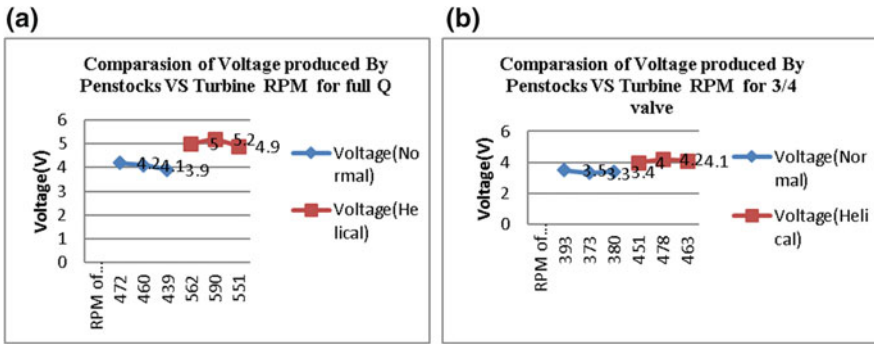 (a)
Comparasion of Voltage produced By
Penstocks VS Turbine RPM for full Q
6
5
4
3
2
1
0
Voltage(V)
4.2
4.1
3.9
5
5.2
4.9
RPM of...
472
460
439
562
590
551
Voltage(No
rmal)
Voltage(He
lical)
(b)
Comparasion of Voltage produced By
Penstocks VS Turbine RPM for 3/4
valve
6
4
2
0
Voltage(V)
3.5
3.3
3.4
4
4.2
4.1
RPM of...
393
373
380
451
478
463
Voltage(Nor
mal)
Voltage(Heli
cal)